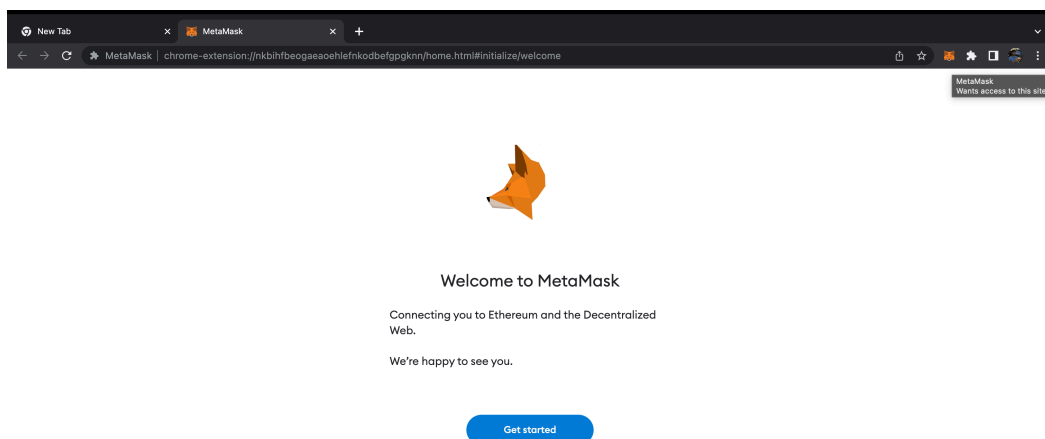 New Tab
MetaMask
MetaMask | chrome-extension://nkbihfbeogaeaoehlefnkodbefgpgknn/home.html#initialize/welcome
MetaMask
Wants access to this site
Welcome to MetaMask
Connecting you to Ethereum and the Decentralized
Web.
We're happy to see you.
Get started